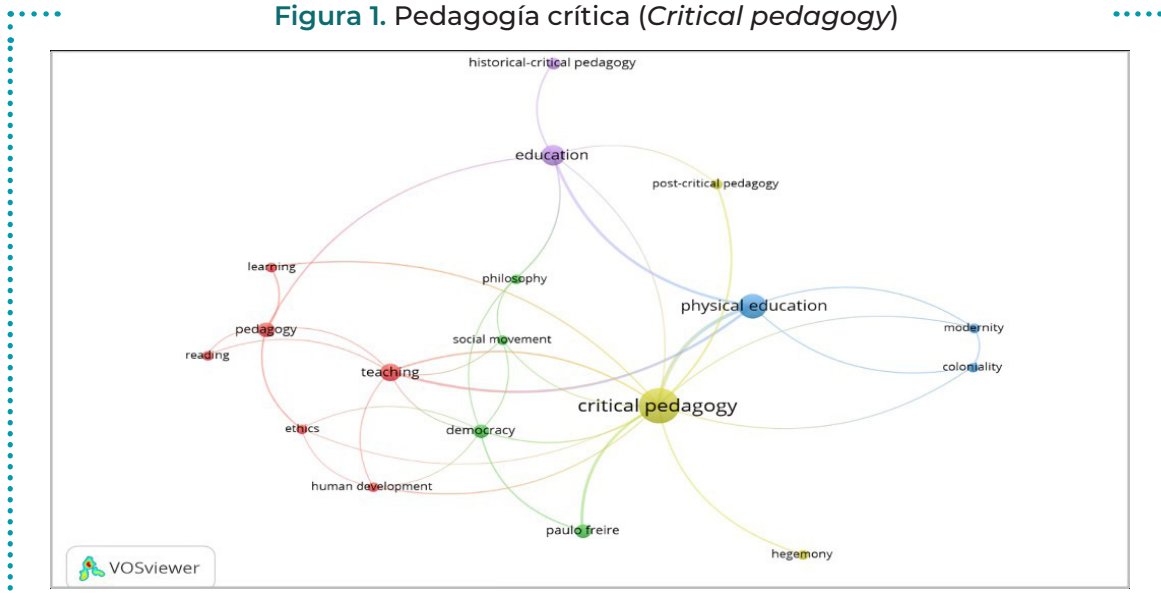 Figura 1. Pedagogía crítica (Critical pedagogy)
historical-critical pedagogy
education
post-critical pedagogy
learning
philosophy
physical education
pedagogy
modernity
social movement
reading
coloniality
teaching
critical pedagogy
ethics
democracy
human development
paulo freire
hegemony
VOSviewer